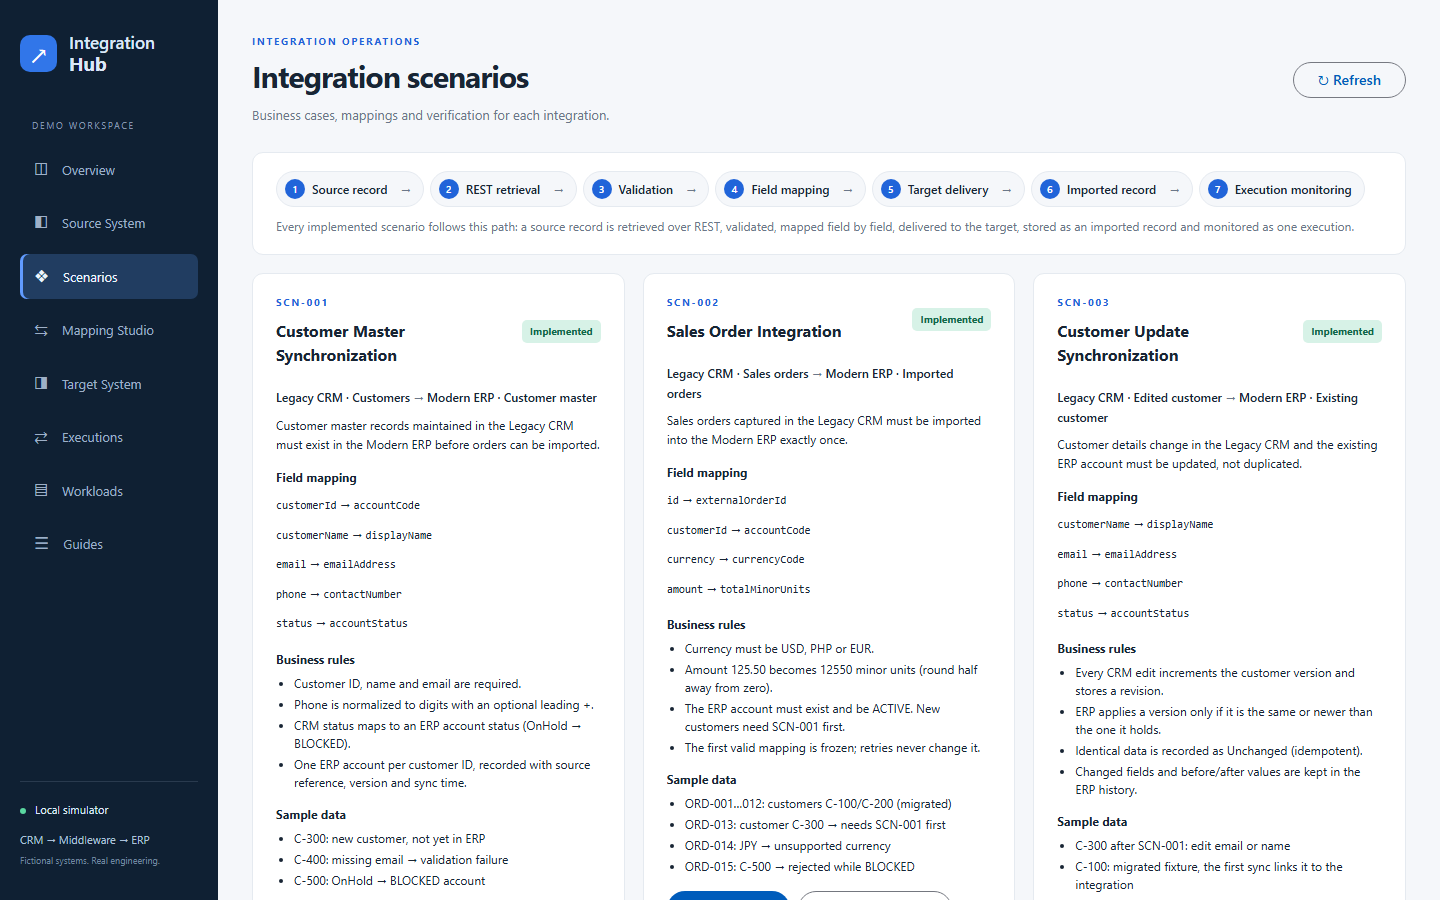 Integration
Hub
DEMO WORKSPACE
Overview
Source System
Scenarios
Mapping Studio
Target System
Executions
Workloads
Guides
Local simulator
CRM → Middleware → ERP
Fictional systems. Real engineering.
INTEGRATION OPERATIONS
Integration scenarios
Business cases, mappings and verification for each integration.
↻ Refresh
1 Source record →
2 REST retrieval →
3 Validation →
4 Field mapping →
5 Target delivery →
6 Imported record →
7 Execution monitoring
Every implemented scenario follows this path: a source record is retrieved over REST, validated, mapped field by field, delivered to the target, stored as an imported record and monitored as one execution.
SCN-001
Customer Master
Synchronization
Implemented
Legacy CRM · Customers → Modern ERP · Customer master
Customer master records maintained in the Legacy CRM
must exist in the Modern ERP before orders can be imported.
Field mapping
customerId → accountCode
customerName → displayName
email → emailAddress
phone → contactNumber
status → accountStatus
Business rules
• Customer ID, name and email are required.
• Phone is normalized to digits with an optional leading +.
• CRM status maps to an ERP account status (OnHold →
BLOCKED).
• One ERP account per customer ID, recorded with source
reference, version and sync time.
Sample data
• C-300: new customer, not yet in ERP
• C-400: missing email → validation failure
• C-500: OnHold → BLOCKED account
SCN-002
Sales Order Integration
Implemented
Legacy CRM · Sales orders → Modern ERP · Imported
orders
Sales orders captured in the Legacy CRM must be imported
into the Modern ERP exactly once.
Field mapping
id → externalOrderId
customerId → accountCode
currency → currencyCode
amount → totalMinorUnits
Business rules
• Currency must be USD, PHP or EUR.
• Amount 125.50 becomes 12550 minor units (round half
away from zero).
• The ERP account must exist and be ACTIVE. New
customers need SCN-001 first.
• The first valid mapping is frozen; retries never change it.
Sample data
• ORD-001…012: customers C-100/C-200 (migrated)
• ORD-013: customer C-300 → needs SCN-001 first
• ORD-014: JPY → unsupported currency
• ORD-015: C-500 → rejected while BLOCKED
SCN-003
Customer Update
Synchronization
Implemented
Legacy CRM · Edited customer → Modern ERP · Existing
customer
Customer details change in the Legacy CRM and the existing
ERP account must be updated, not duplicated.
Field mapping
customerName → displayName
email → emailAddress
phone → contactNumber
status → accountStatus
Business rules
• Every CRM edit increments the customer version and
stores a revision.
• ERP applies a version only if it is the same or newer than
the one it holds.
• Identical data is recorded as Unchanged (idempotent).
• Changed fields and before/after values are kept in the
ERP history.
Sample data
• C-300 after SCN-001: edit email or name
• C-100: migrated fixture, the first sync links it to the
integration